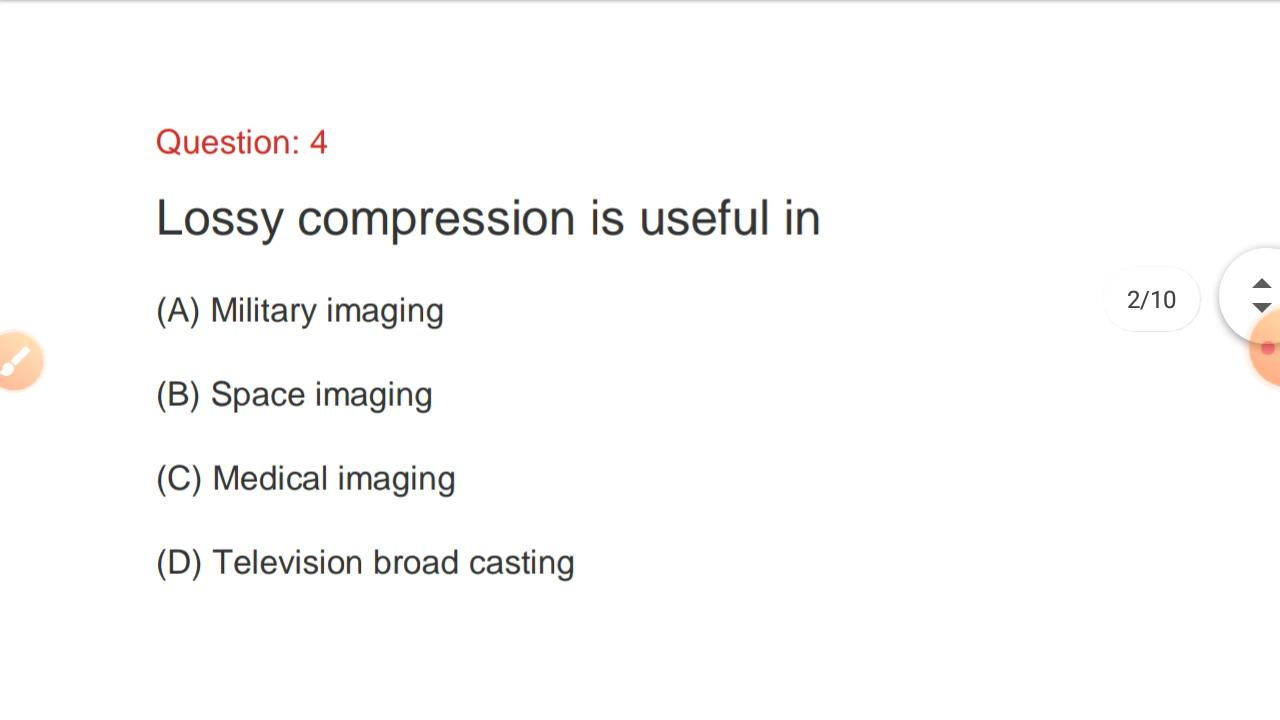 Question: 4
Lossy compression is useful in
(A) Military imaging
2/10
(B) Space imaging
(C) Medical imaging
(D) Television broad casting